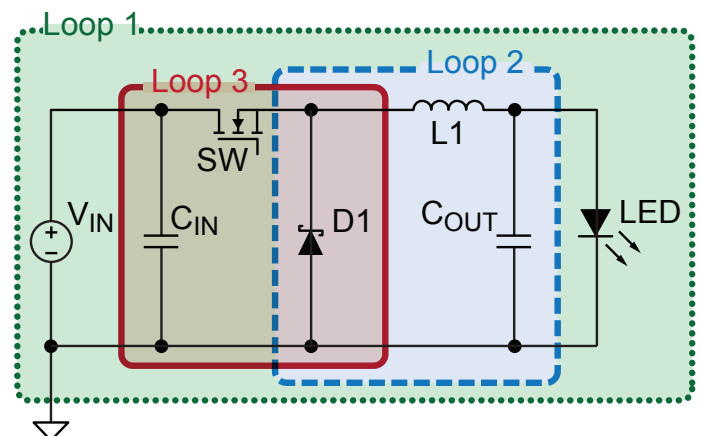 Loop 1
Loop 2
Loop 3
L1
SW
VIN
CIN
D1
COUT
LED